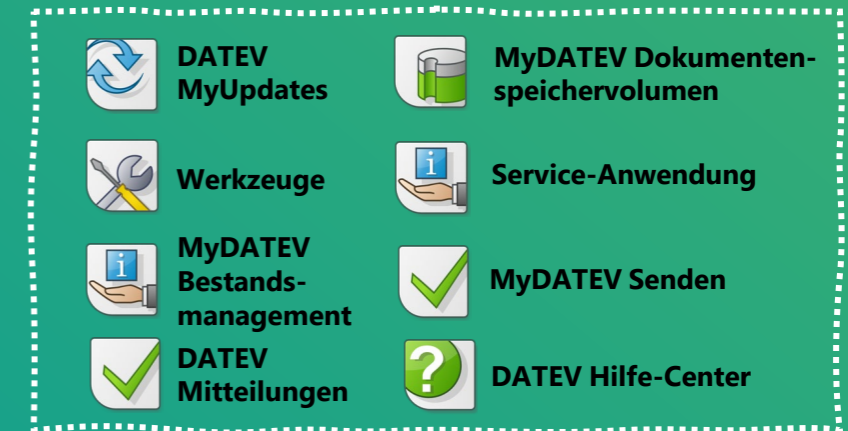 DATEV
MyUpdates
MyDATEV Dokumenten-
speichervolumen
Werkzeuge
Service-Anwendung
MyDATEV
Bestands-
management
MyDATEV Senden
DATEV
Mitteilungen
DATEV Hilfe-Center